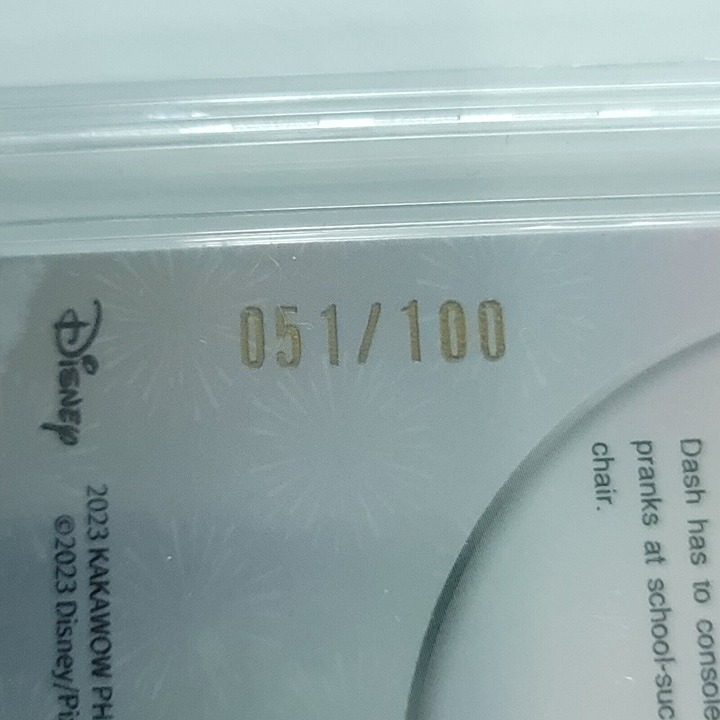 051/100
Disney
2023 KAKAWOW PH
©2023 Disney/Pi
Dash has to console
pranks at school-suc
chair.